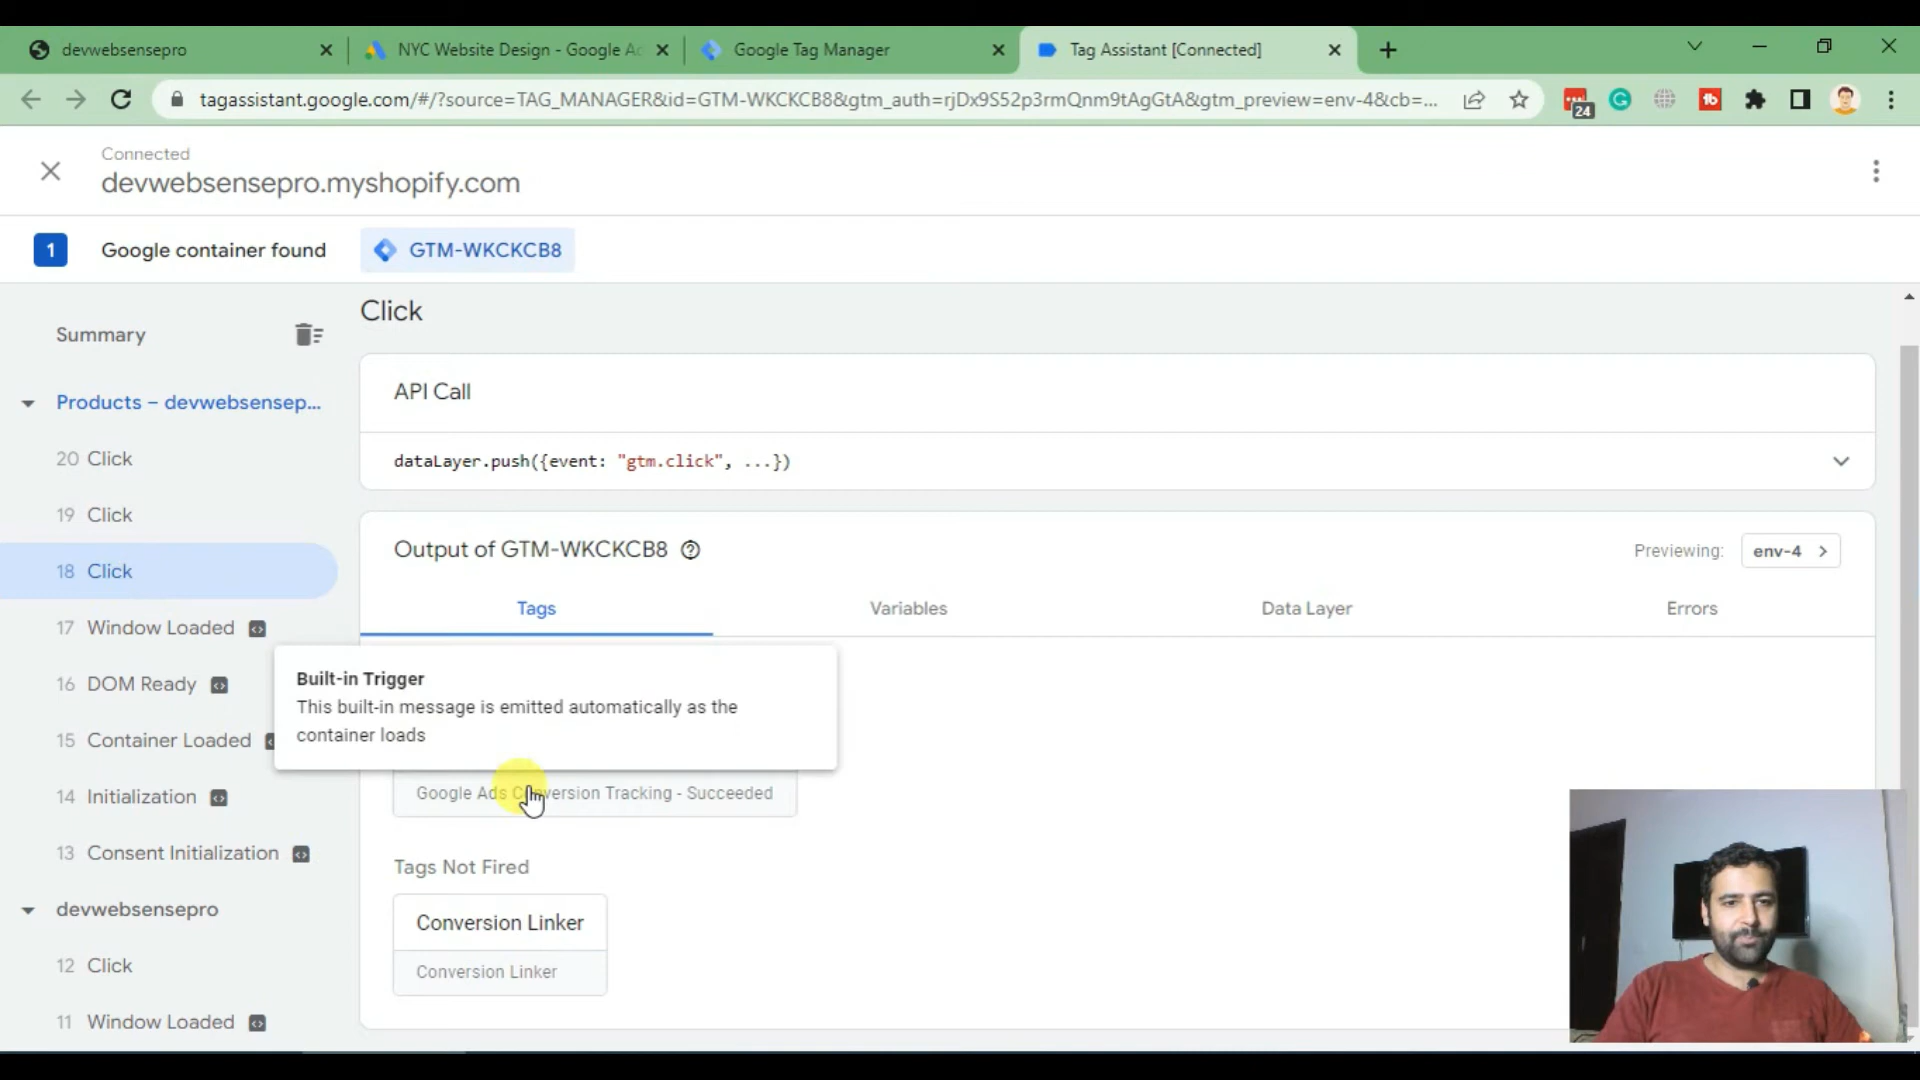 devwebsensepro
NYC Website Design - Google Ad
Google Tag Manager
Tag Assistant [Connected]
tagassistant.google.com/#/?source=TAG_MANAGER&id=GTM-WKCKCB8&gtm_auth=rjDx9S52p3rmQnm9tAgGtA&gtm_preview=env-4&cb=...
24
Connected
devwebsensepro.myshopify.com
1
Google container found
GTM-WKCKCB8
Summary
Click
API Call
Products – devwebsensep...
20 Click
dataLayer.push({event: "gtm.click", ...})
19 Click
Output of GTM-WKCKCB8
Previewing:
env-4
18 Click
Tags
Variables
Data Layer
Errors
17 Window Loaded
Built-in Trigger
This built-in message is emitted automatically as the
container loads
16 DOM Ready
15 Container Loaded
14 Initialization
Google Ads Conversion Tracking - Succeeded
13 Consent Initialization
Tags Not Fired
devwebsensepro
Conversion Linker
12 Click
Conversion Linker
11 Window Loaded